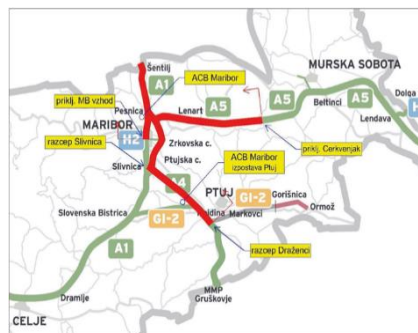 Šentilj
A1
ACB Maribor
priklj. MB vzhod
Pesnica
MURSKA SOBOTA
MARIBOR
Lenart
A5
A5
Beltinci
A5
Dolga
H
Lendava
razcep Slivnica
H2
Zrkovska c.
Ptujska c.
priklj. Cerkvenjak
Slivnica
ACB Maribor
izpostava Ptuj
A4
PTUJ
GI-2
Gorišnica
Slovenska Bistrica
GI-2
Hajdina
Markovci
Ormož
A1
razcep Draženci
MMP
Gruškovje
Dramlje
CELJE